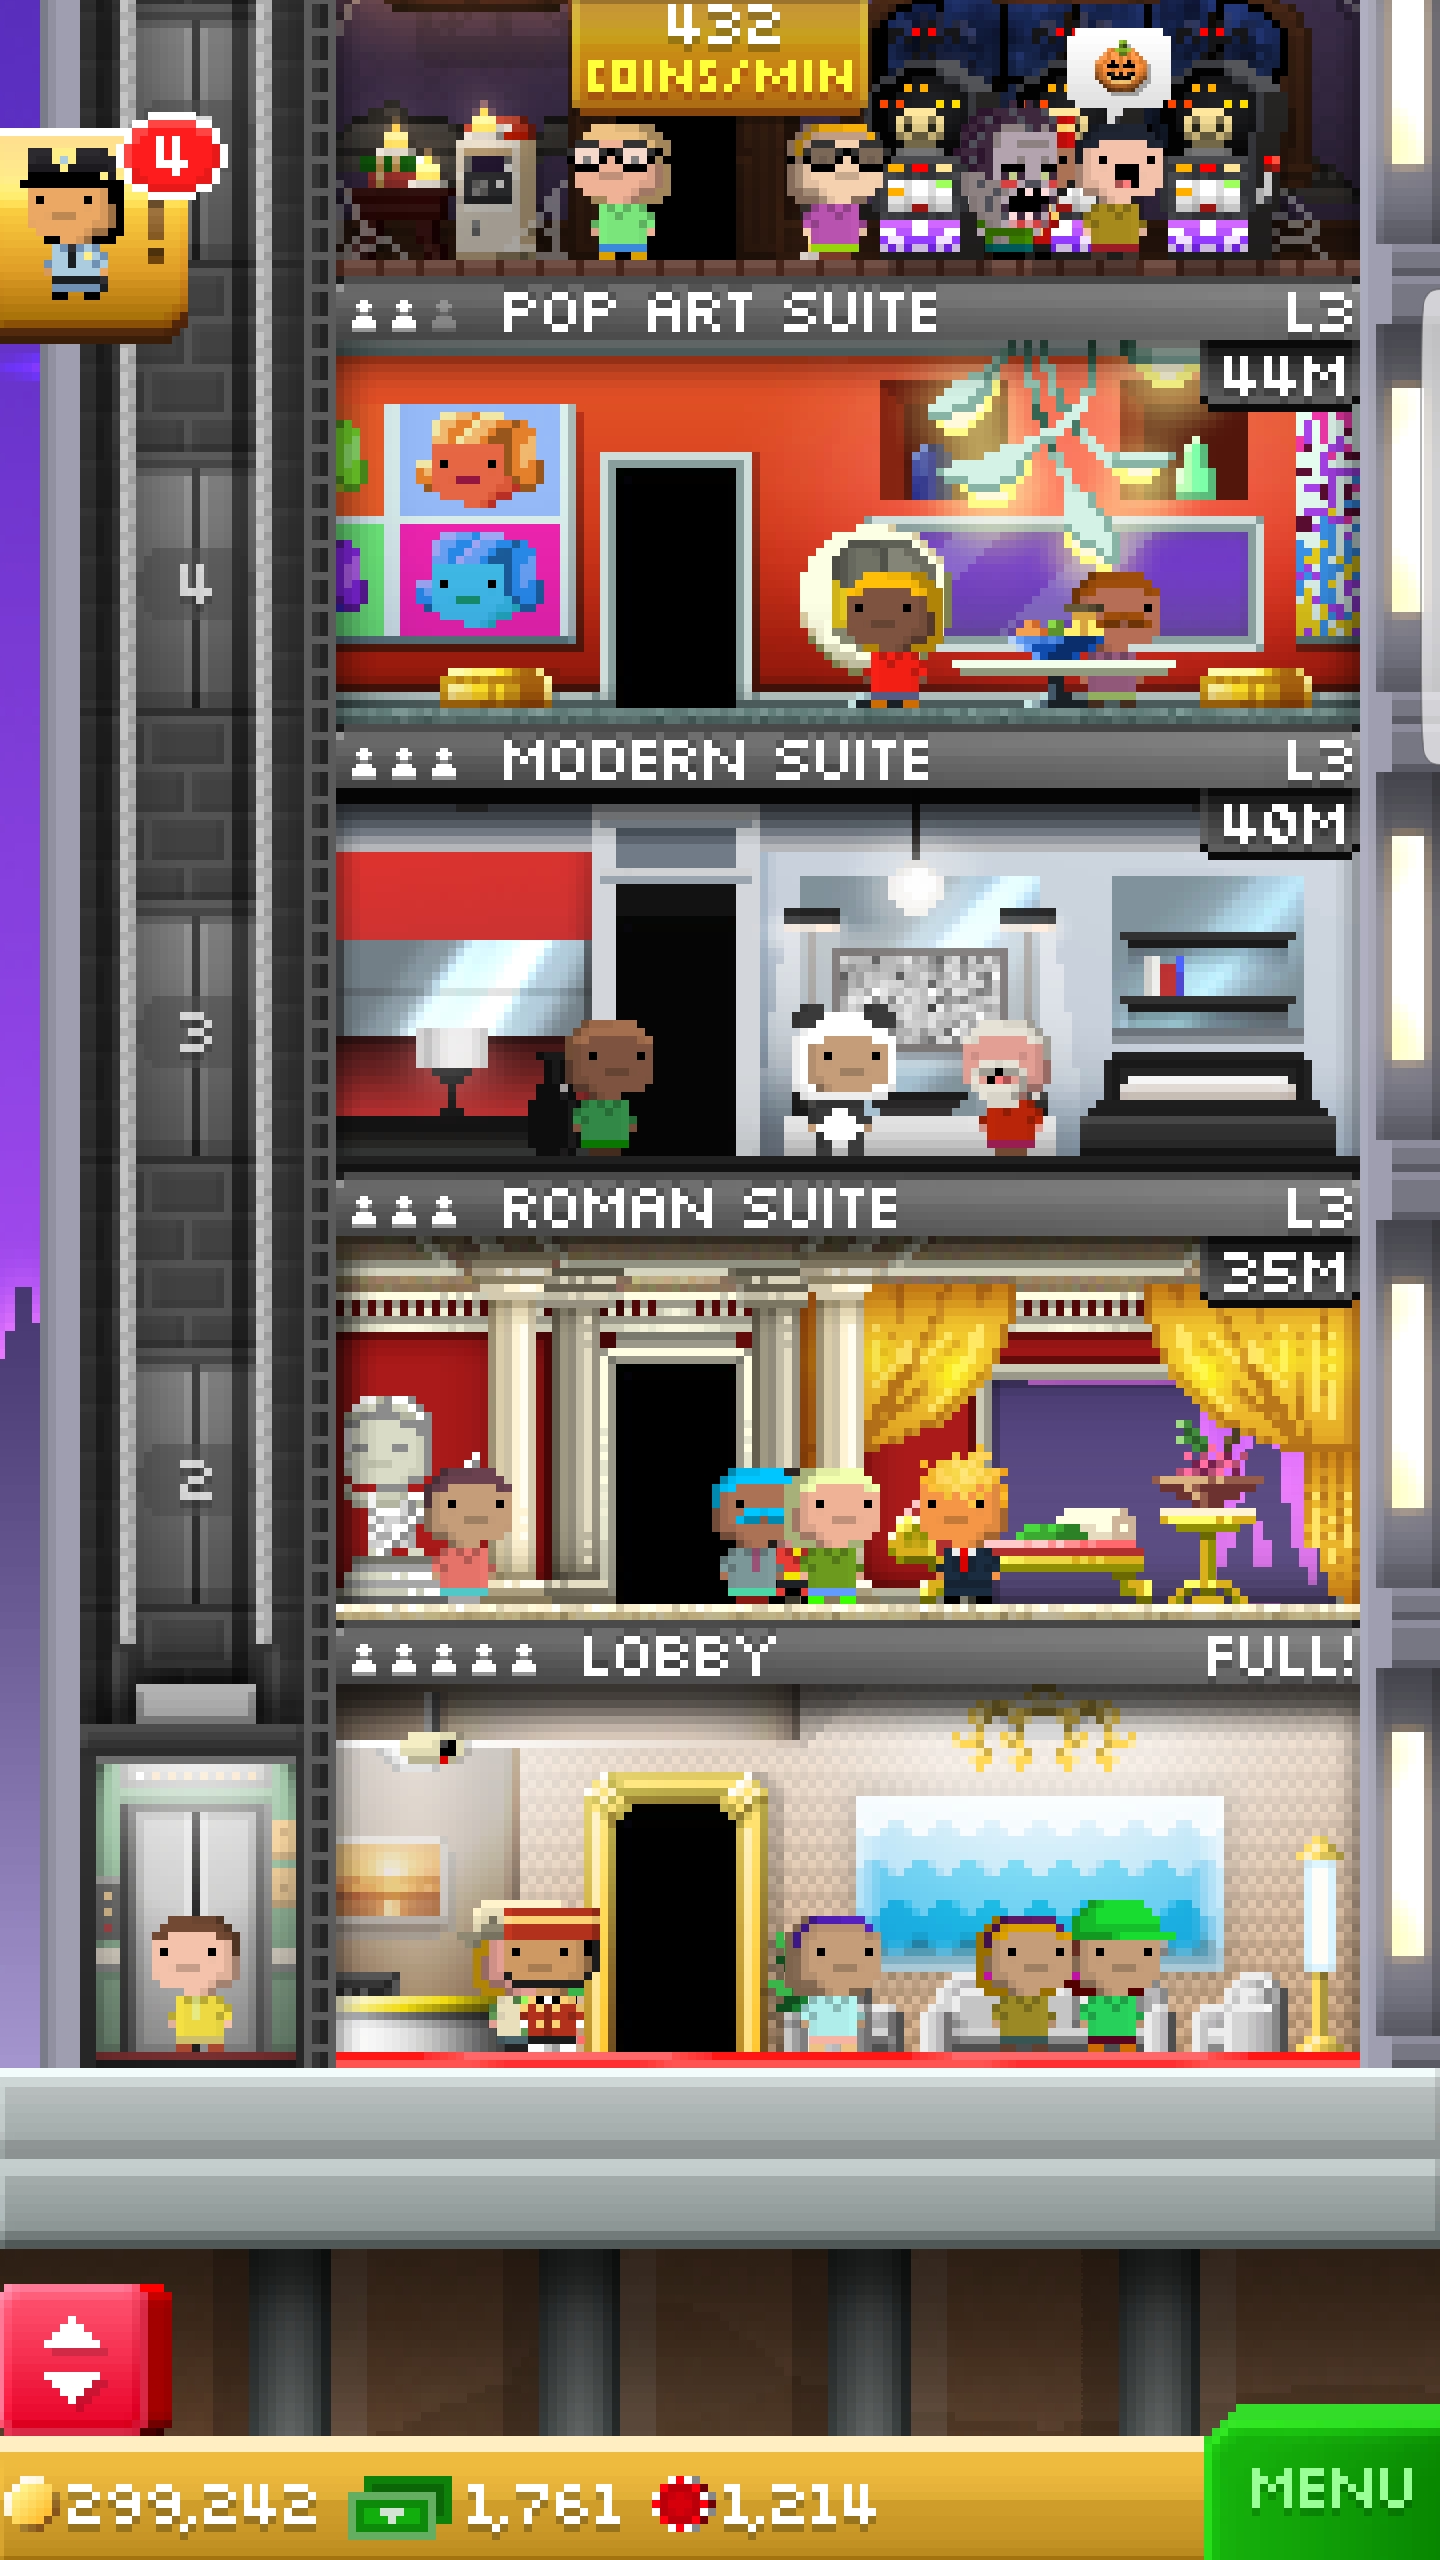 432
COINS/MIN
4
POP ART SUITE L3
44M
4
MODERN SUITE L3
40M
3
ROMAN SUITE L3
35M
2
LOBBY FULL!
299,242 1,761 1,214
MENU